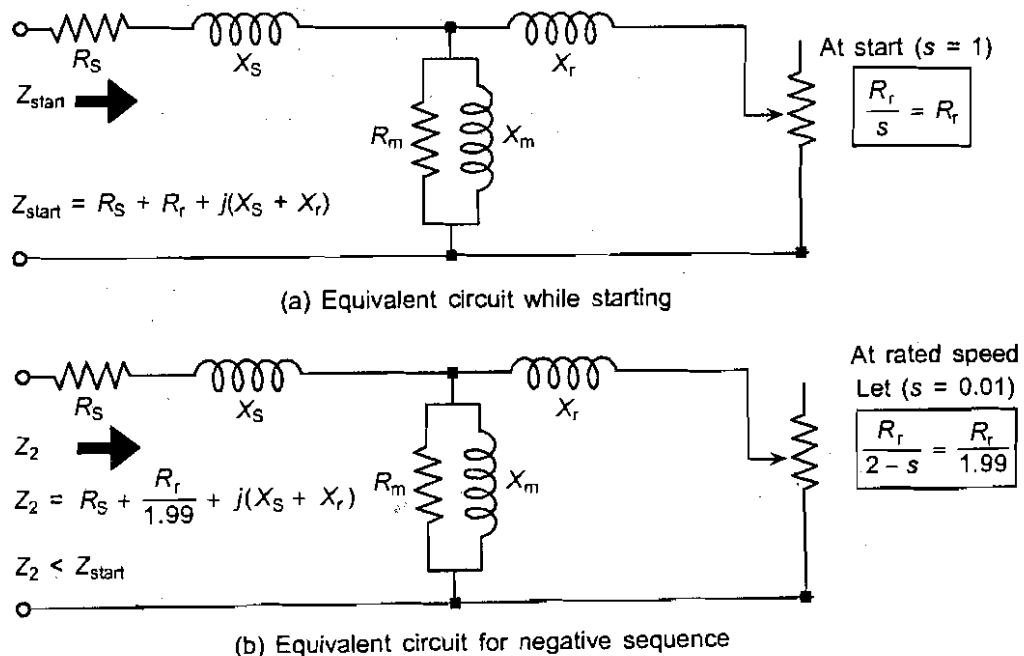 R_S
X_S
X_r
At start (s = 1)
Z_start
R_m
X_m
R_r / s = R_r
Z_start = R_S + R_r + j(X_S + X_r)
(a) Equivalent circuit while starting
R_S
X_S
X_r
At rated speed
Let (s = 0.01)
Z_2
R_m
X_m
R_r / 2 – s = R_r / 1.99
Z_2 = R_S + R_r / 1.99 + j(X_S + X_r)
Z_2 < Z_start
(b) Equivalent circuit for negative sequence